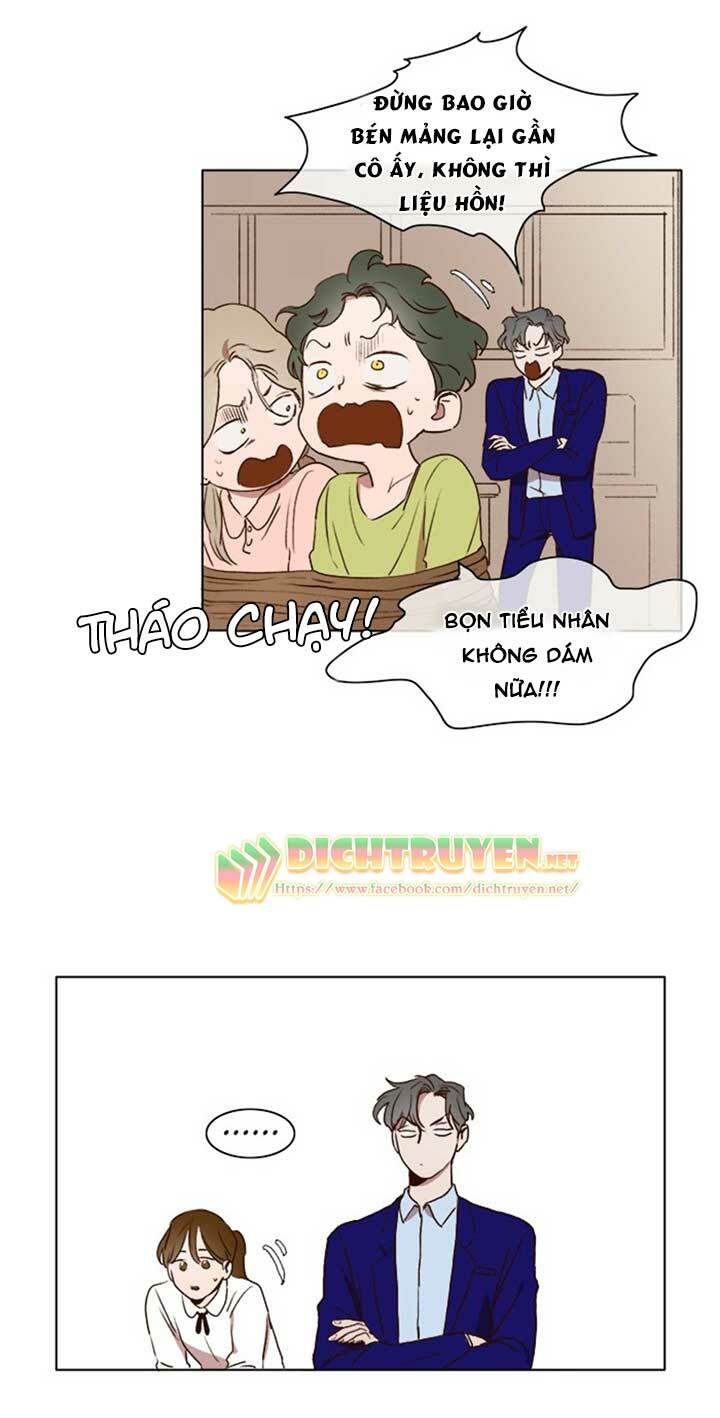 ĐỪNG BAO GIỜ
BÉN MẢNG LẠI GẦN
CÔ ẤY, KHÔNG THÌ
LIỆU HỒN!
THÁO CHẠY!
BỌN TIỂU NHÂN
KHÔNG DÁM
NỮA!!!
DICHTRUYEN.NET
Https://www.facebook.com/dichtruyen.net/
......